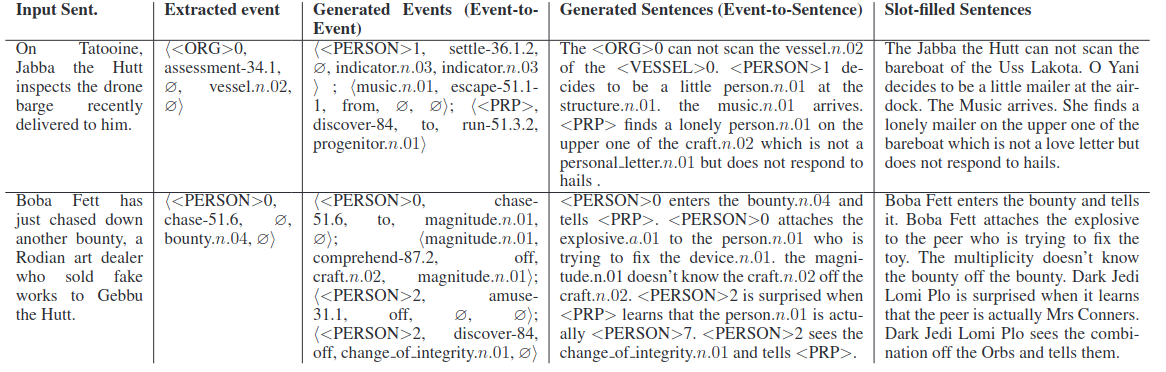 Input Sent.
Extracted event
Generated Events (Event-to-
Event)
Generated Sentences (Event-to-Sentence)
Slot-filled Sentences
On Tatooine,
Jabba the Hutt
inspects the drone
barge recently
delivered to him.
⟨<ORG>0,
assessment-34.1,
∅, vessel.n.02,
∅⟩
⟨<PERSON>1, settle-36.1.2,
∅, indicator.n.03, indicator.n.03
⟩ ; ⟨music.n.01, escape-51.1-
1, from, ∅, ∅⟩; ⟨<PRP>,
discover-84, to, run-51.3.2,
progenitor.n.01⟩
The <ORG>0 can not scan the vessel.n.02
of the <VESSEL>0. <PERSON>1 de-
cides to be a little person.n.01 at the
structure.n.01. the music.n.01 arrives.
<PRP> finds a lonely person.n.01 on the
upper one of the craft.n.02 which is not a
personal_letter.n.01 but does not respond to
hails .
The Jabba the Hutt can not scan the
bareboat of the Uss Lakota. O Yani
decides to be a little mailer at the air-
dock. The Music arrives. She finds a
lonely mailer on the upper one of the
bareboat which is not a love letter but
does not respond to hails.
Boba Fett has
just chased down
another bounty, a
Rodian art dealer
who sold fake
works to Gebbu
the Hutt.
⟨<PERSON>0,
chase-51.6, ∅,
bounty.n.04, ∅⟩
⟨<PERSON>0, chase-
51.6, to, magnitude.n.01,
∅⟩; ⟨magnitude.n.01,
comprehend-87.2, off,
craft.n.02, magnitude.n.01⟩;
⟨<PERSON>2, amuse-
31.1, off, ∅, ∅⟩;
⟨<PERSON>2, discover-84,
off, change_of_integrity.n.01, ∅⟩
<PERSON>0 enters the bounty.n.04 and
tells <PRP>. <PERSON>0 attaches the
explosive.a.01 to the person.n.01 who is
trying to fix the device.n.01. the magni-
tude.n.01 doesn't know the craft.n.02 off the
craft.n.02. <PERSON>2 is surprised when
<PRP> learns that the person.n.01 is actu-
ally <PERSON>7. <PERSON>2 sees the
change_of_integrity.n.01 and tells <PRP>.
Boba Fett enters the bounty and tells
it. Boba Fett attaches the explosive
to the peer who is trying to fix the
toy. The multiplicity doesn't know
the bounty off the bounty. Dark Jedi
Lomi Plo is surprised when it learns
that the peer is actually Mrs Conners.
Dark Jedi Lomi Plo sees the combi-
nation off the Orbs and tells them.